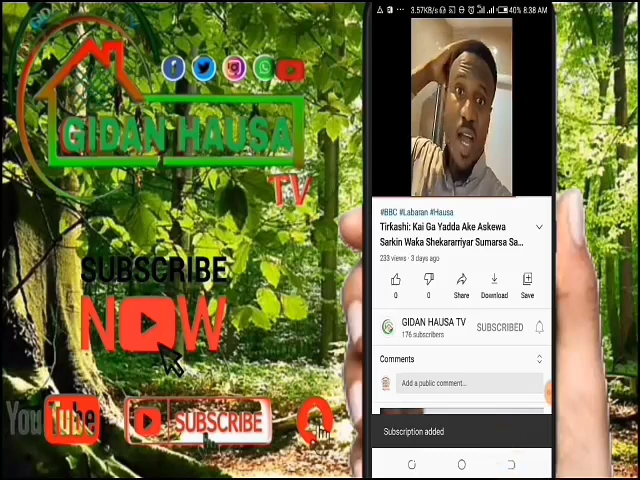 GIDAN HAUSA
TV
SUBSCRIBE
NOW
YouTube
SUBSCRIBE
3.57KB/s
40% 8:38 AM
#BBC #Labaran #Hausa
Tirkashi: Kai Ga Yadda Ake Askewa
Sarkin Waka Shekararriyar Sumarsa Sa...
233 views · 3 days ago
0
0
Share
Download
Save
GIDAN HAUSA TV
SUBSCRIBED
176 subscribers
Comments
Add a public comment...
Subscription added